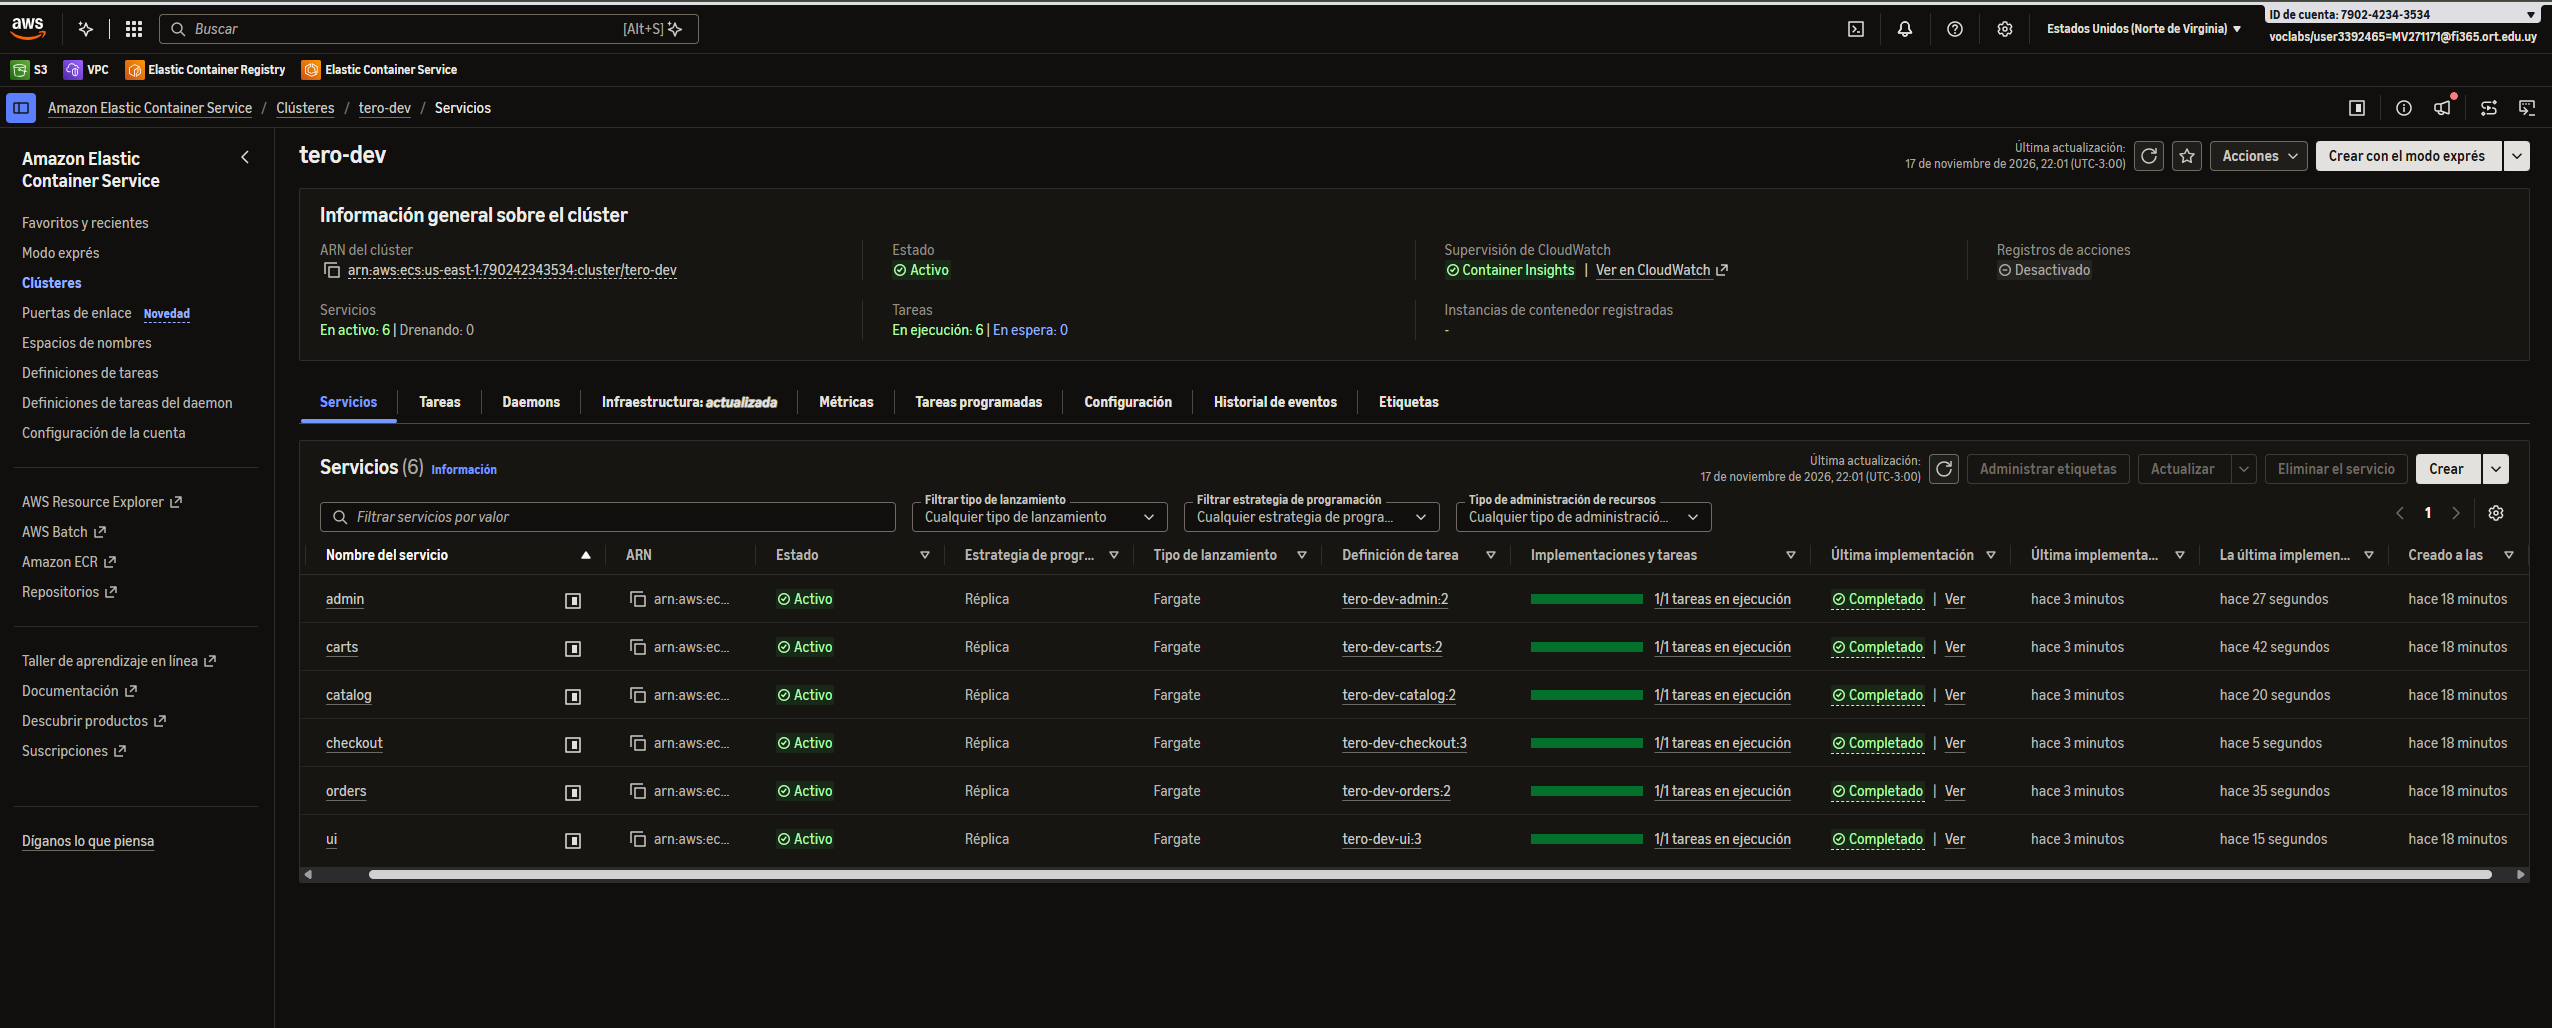 aws
Buscar
[Alt+S]
Estados Unidos (Norte de Virginia)
ID de cuenta: 7902-4234-3534
voclabs/user3392465=MV271171@fi365.ort.edu.uy
S3
VPC
Elastic Container Registry
Elastic Container Service
Amazon Elastic Container Service / Clústeres / tero-dev / Servicios
Amazon Elastic
Container Service
Favoritos y recientes
Modo exprés
Clústeres
Puertas de enlace Novedad
Espacios de nombres
Definiciones de tareas
Definiciones de tareas del daemon
Configuración de la cuenta
AWS Resource Explorer
AWS Batch
Amazon ECR
Repositorios
Taller de aprendizaje en línea
Documentación
Descubrir productos
Suscripciones
Díganos lo que piensa
tero-dev
Última actualización:
17 de noviembre de 2026, 22:01 (UTC-3:00)
Acciones
Crear con el modo exprés
Información general sobre el clúster
ARN del clúster
arn:aws:ecs:us-east-1:790242343534:cluster/tero-dev
Estado
Activo
Supervisión de CloudWatch
Container Insights | Ver en CloudWatch
Registros de acciones
Desactivado
Servicios
En activo: 6 | Drenando: 0
Tareas
En ejecución: 6 | En espera: 0
Instancias de contenedor registradas
-
Servicios
Tareas
Daemons
Infraestructura: actualizada
Métricas
Tareas programadas
Configuración
Historial de eventos
Etiquetas
Servicios (6) Información
Última actualización:
17 de noviembre de 2026, 22:01 (UTC-3:00)
Administrar etiquetas
Actualizar
Eliminar el servicio
Crear
Filtrar servicios por valor
Filtrar tipo de lanzamiento
Cualquier tipo de lanzamiento
Filtrar estrategia de programación
Cualquier estrategia de progra...
Tipo de administración de recursos
Cualquier tipo de administració...
1
Nombre del servicio ARN Estado Estrategia de progr... Tipo de lanzamiento Definición de tarea Implementaciones y tareas Última implementación Última implementa... La última implemen... Creado a las
admin arn:aws:ec... Activo Réplica Fargate tero-dev-admin:2 1/1 tareas en ejecución Completado | Ver hace 3 minutos hace 27 segundos hace 18 minutos
carts arn:aws:ec... Activo Réplica Fargate tero-dev-carts:2 1/1 tareas en ejecución Completado | Ver hace 3 minutos hace 42 segundos hace 18 minutos
catalog arn:aws:ec... Activo Réplica Fargate tero-dev-catalog:2 1/1 tareas en ejecución Completado | Ver hace 3 minutos hace 20 segundos hace 18 minutos
checkout arn:aws:ec... Activo Réplica Fargate tero-dev-checkout:3 1/1 tareas en ejecución Completado | Ver hace 3 minutos hace 5 segundos hace 18 minutos
orders arn:aws:ec... Activo Réplica Fargate tero-dev-orders:2 1/1 tareas en ejecución Completado | Ver hace 3 minutos hace 35 segundos hace 18 minutos
ui arn:aws:ec... Activo Réplica Fargate tero-dev-ui:3 1/1 tareas en ejecución Completado | Ver hace 3 minutos hace 15 segundos hace 18 minutos